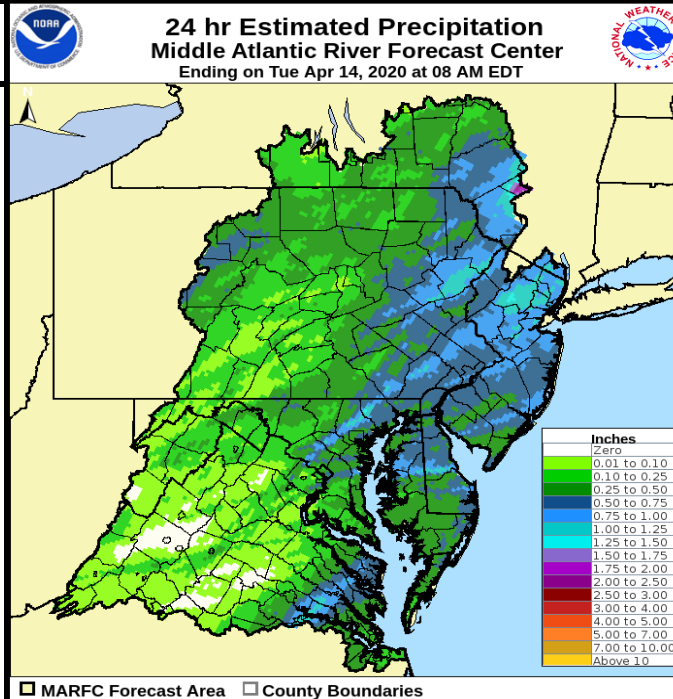 24 hr Estimated Precipitation
Middle Atlantic River Forecast Center
Ending on Tue Apr 14, 2020 at 08 AM EDT
NOAA
NATIONAL WEATHER
N
Inches
Zero
0.01 to 0.10
0.10 to 0.25
0.25 to 0.50
0.50 to 0.75
0.75 to 1.00
1.00 to 1.25
1.25 to 1.50
1.50 to 1.75
1.75 to 2.00
2.00 to 2.50
2.50 to 3.00
3.00 to 4.00
4.00 to 5.00
5.00 to 7.00
7.00 to 10.00
Above 10
MARFC Forecast Area County Boundaries